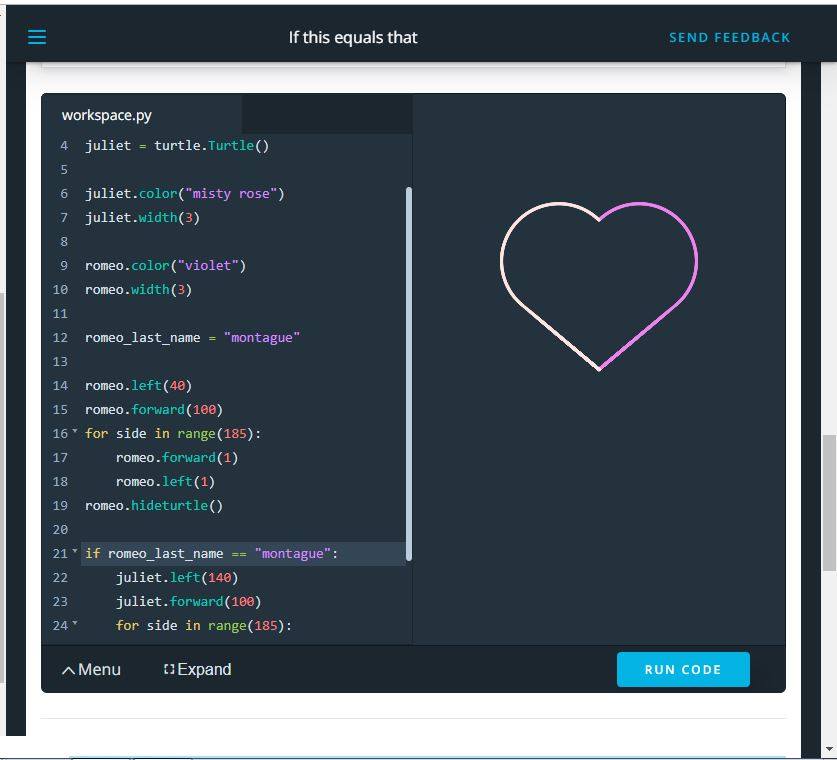 If this equals that
SEND FEEDBACK
workspace.py
4 juliet = turtle.Turtle()
5
6 juliet.color("misty rose")
7 juliet.width(3)
8
9 romeo.color("violet")
10 romeo.width(3)
11
12 romeo_last_name = "montague"
13
14 romeo.left(40)
15 romeo.forward(100)
16 for side in range(185):
17     romeo.forward(1)
18     romeo.left(1)
19 romeo.hideturtle()
20
21 if romeo_last_name == "montague":
22     juliet.left(140)
23     juliet.forward(100)
24     for side in range(185):
Menu
Expand
RUN CODE